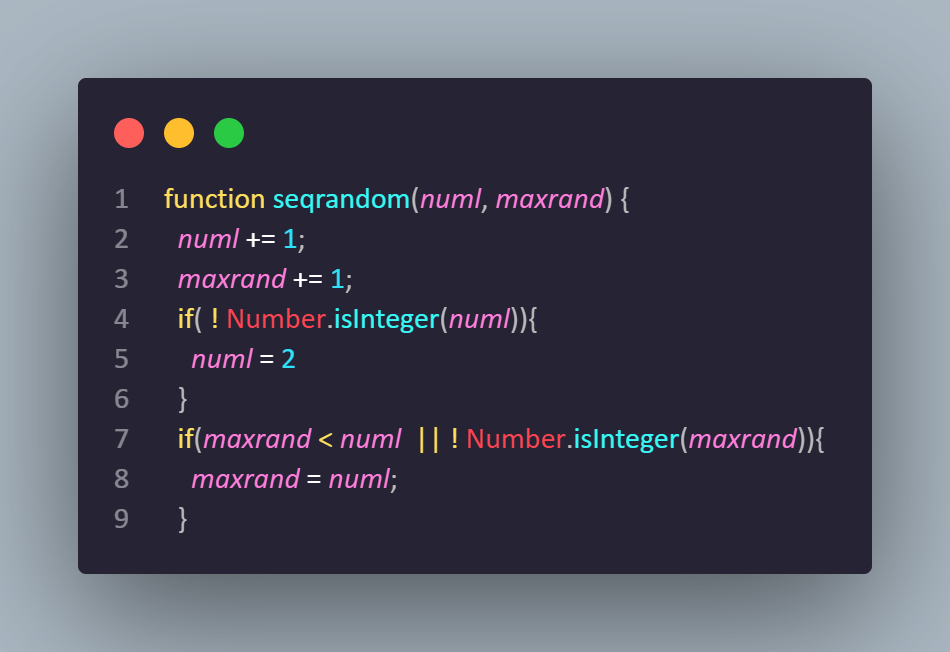 1 function seqrandom(numl, maxrand) {
2 numl += 1;
3 maxrand += 1;
4 if( ! Number.isInteger(numl)){
5 numl = 2
6 }
7 if(maxrand < numl  || ! Number.isInteger(maxrand)){
8 maxrand = numl;
9 }